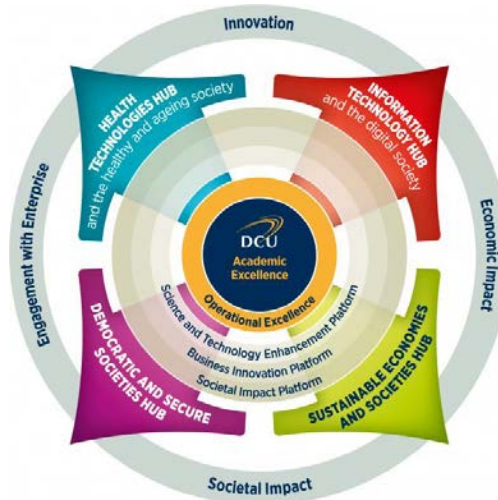 Innovation
HEALTH
TECHNOLOGIES HUB
and the healthy and ageing society
INFORMATION
TECHNOLOGY HUB
and the digital society
Engagement with Enterprise
Economic Impact
DCU
Academic
Excellence
Operational Excellence
Science and Technology Enhancement Platform
Business Innovation Platform
Societal Impact Platform
DEMOCRATIC AND SECURE
SOCIETIES HUB
SUSTAINABLE ECONOMIES
AND SOCIETIES HUB
Societal Impact